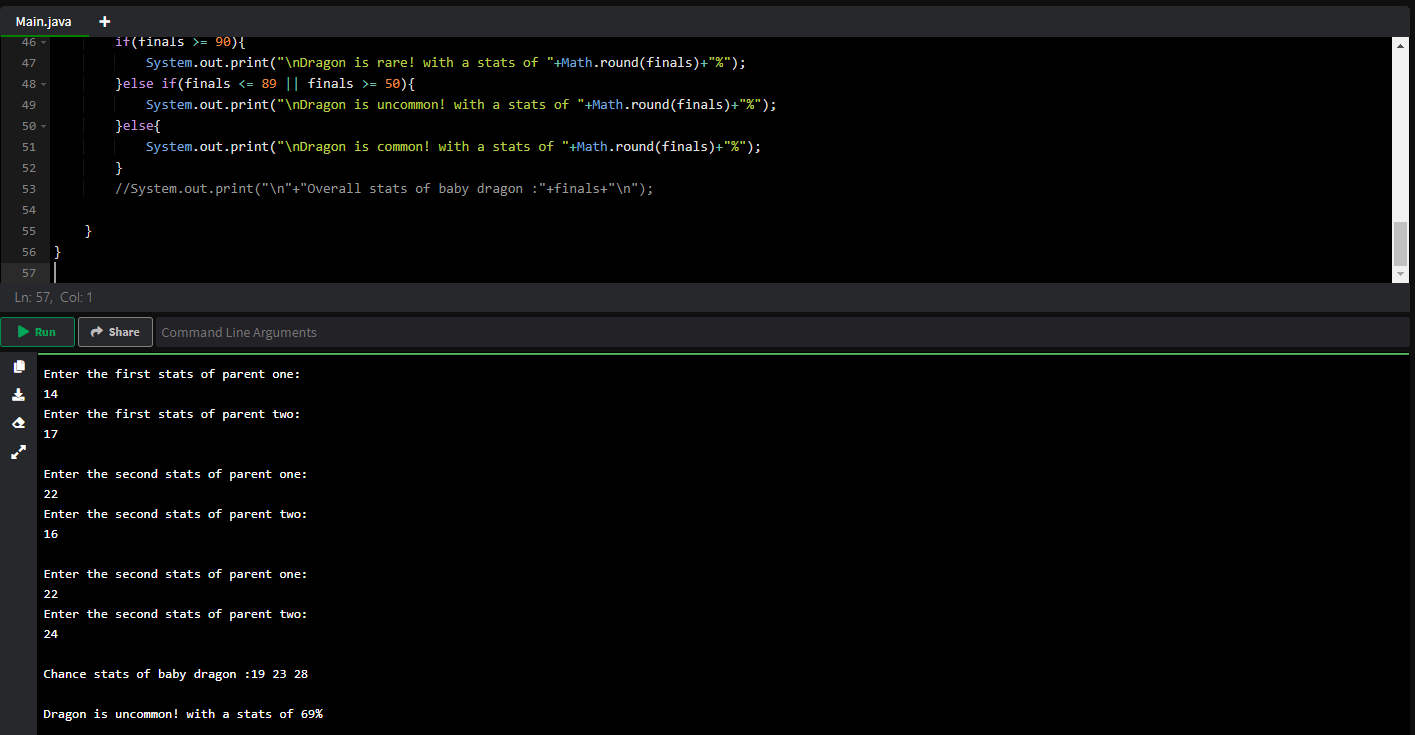 Main.java +
46 if(finals >= 90){
47 System.out.print("\nDragon is rare! with a stats of "+Math.round(finals)+"%");
48 }else if(finals <= 89 || finals >= 50){
49 System.out.print("\nDragon is uncommon! with a stats of "+Math.round(finals)+"%");
50 }else{
51 System.out.print("\nDragon is common! with a stats of "+Math.round(finals)+"%");
52 }
53 //System.out.print("\n"+"Overall stats of baby dragon :"+finals+"\n");
54
55 }
56 }
57
Ln: 57, Col: 1
Run Share Command Line Arguments
Enter the first stats of parent one:
14
Enter the first stats of parent two:
17
Enter the second stats of parent one:
22
Enter the second stats of parent two:
16
Enter the second stats of parent one:
22
Enter the second stats of parent two:
24
Chance stats of baby dragon :19 23 28
Dragon is uncommon! with a stats of 69%